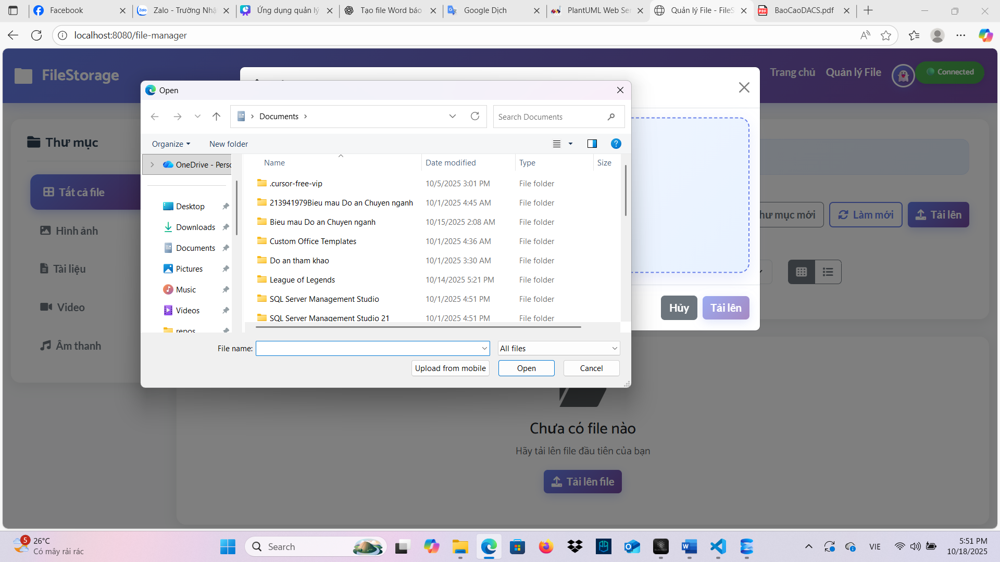 Facebook
Zalo - Trường Nhậ
Ứng dụng quản lý
Tạo file Word báo
Google Dịch
PlantUML Web Ser
Quản lý File - FileS
BaoCaoDACS.pdf
localhost:8080/file-manager
FileStorage
Trang chủ
Quản lý File
Connected
Open
Documents
Search Documents
Organize
New folder
Thư mục
Tất cả file
Hình ảnh
Tài liệu
Video
Âm thanh
OneDrive - Perso
Desktop
Downloads
Documents
Pictures
Music
Videos
repos
Name Date modified Type Size
.cursor-free-vip 10/5/2025 3:01 PM File folder
213941979Bieu mau Do an Chuyen nganh 10/1/2025 4:45 AM File folder
Bieu mau Do an Chuyen nganh 10/15/2025 2:08 AM File folder
Custom Office Templates 10/1/2025 4:36 AM File folder
Do an tham khao 10/1/2025 3:30 AM File folder
League of Legends 10/14/2025 5:21 PM File folder
SQL Server Management Studio 10/1/2025 4:51 PM File folder
SQL Server Management Studio 21 10/1/2025 4:51 PM File folder
File name:
All files
Upload from mobile
Open
Cancel
hư mục mới
Làm mới
Tải lên
Hủy
Tải lên
Chưa có file nào
Hãy tải lên file đầu tiên của bạn
Tải lên file
5
26°C
Có mây rải rác
Search
VIE
5:51 PM
10/18/2025